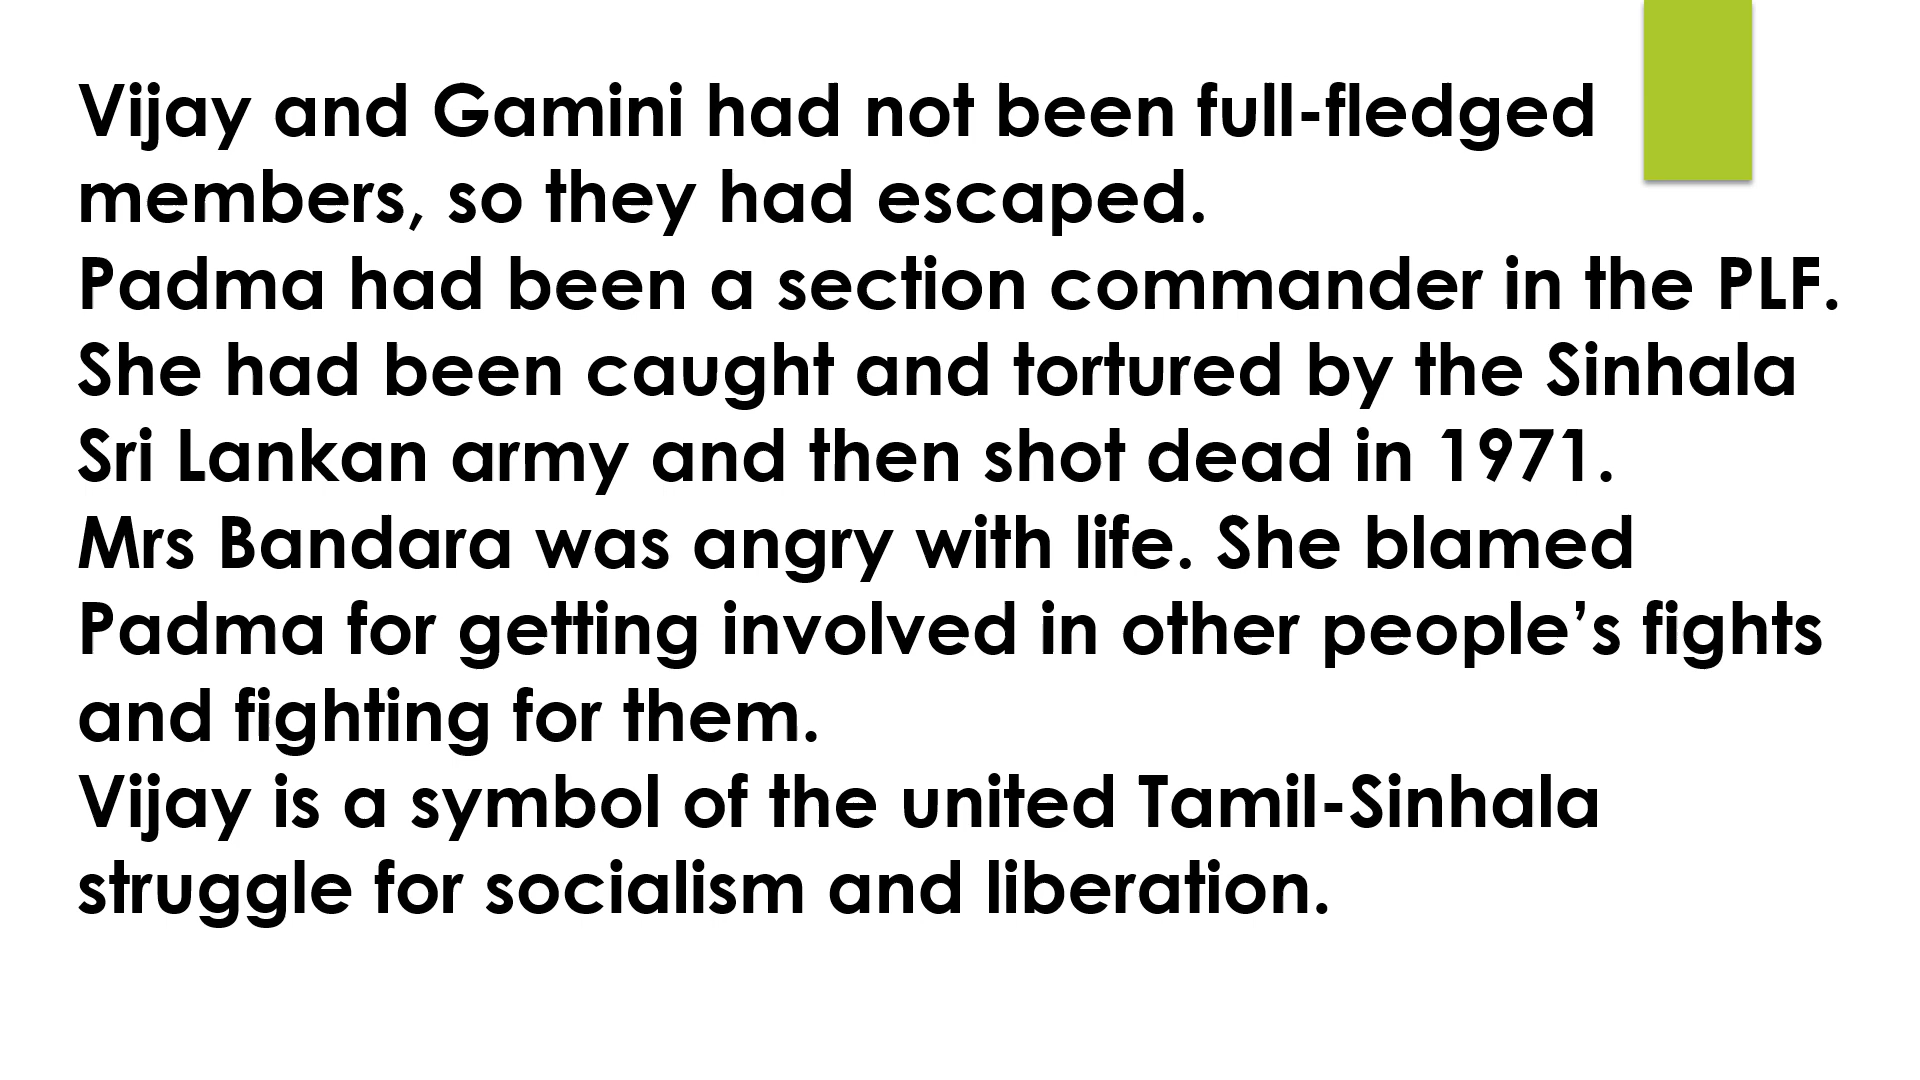 Vijay and Gamini had not been full-fledged
members, so they had escaped.
Padma had been a section commander in the PLF.
She had been caught and tortured by the Sinhala
Sri Lankan army and then shot dead in 1971.
Mrs Bandara was angry with life. She blamed
Padma for getting involved in other people’s fights
and fighting for them.
Vijay is a symbol of the united Tamil-Sinhala
struggle for socialism and liberation.